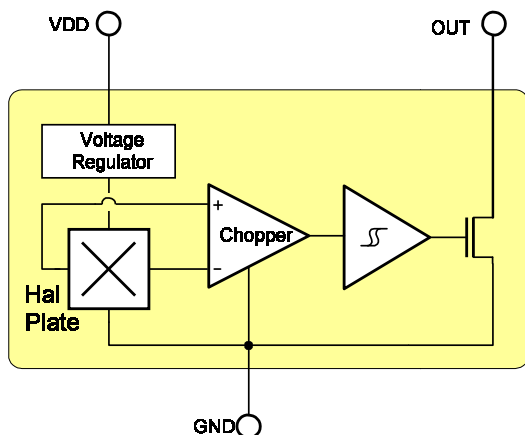 VDD
OUT
Voltage
Regulator
+
Chopper
−
Hal
Plate
GND